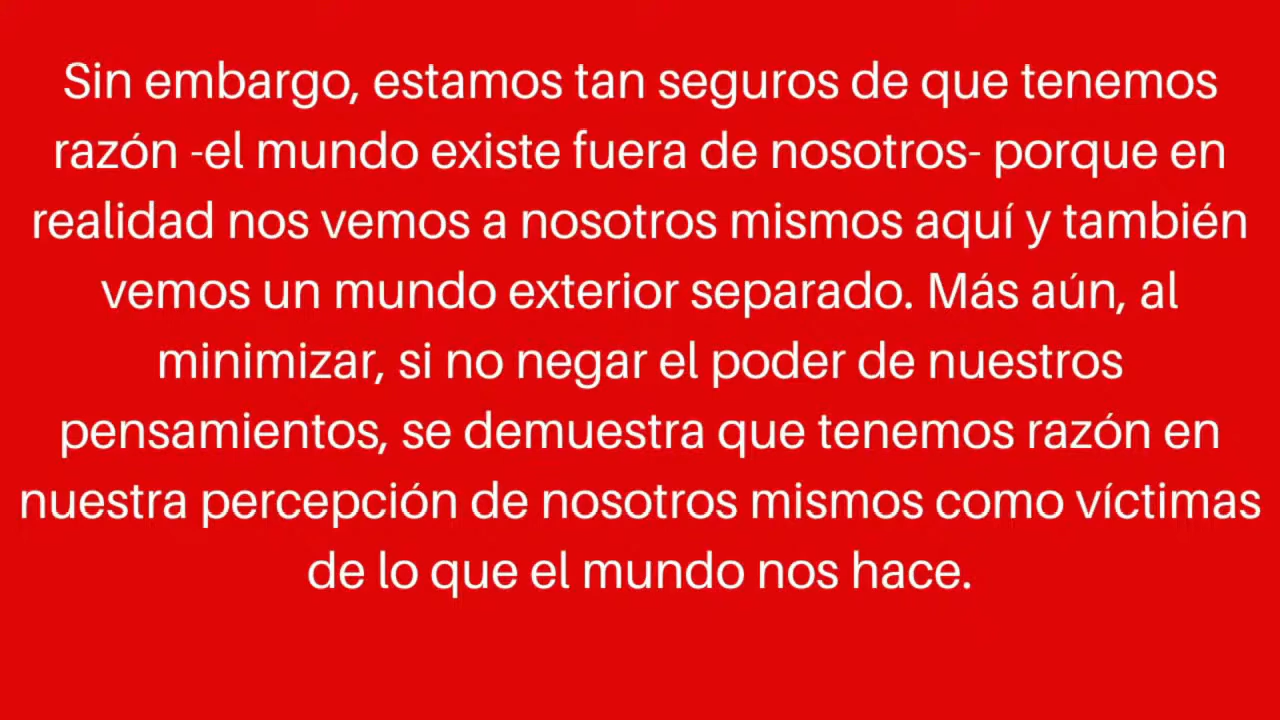 Sin embargo, estamos tan seguros de que tenemos
razón -el mundo existe fuera de nosotros- porque en
realidad nos vemos a nosotros mismos aquí y también
vemos un mundo exterior separado. Más aún, al
minimizar, si no negar el poder de nuestros
pensamientos, se demuestra que tenemos razón en
nuestra percepción de nosotros mismos como víctimas
de lo que el mundo nos hace.